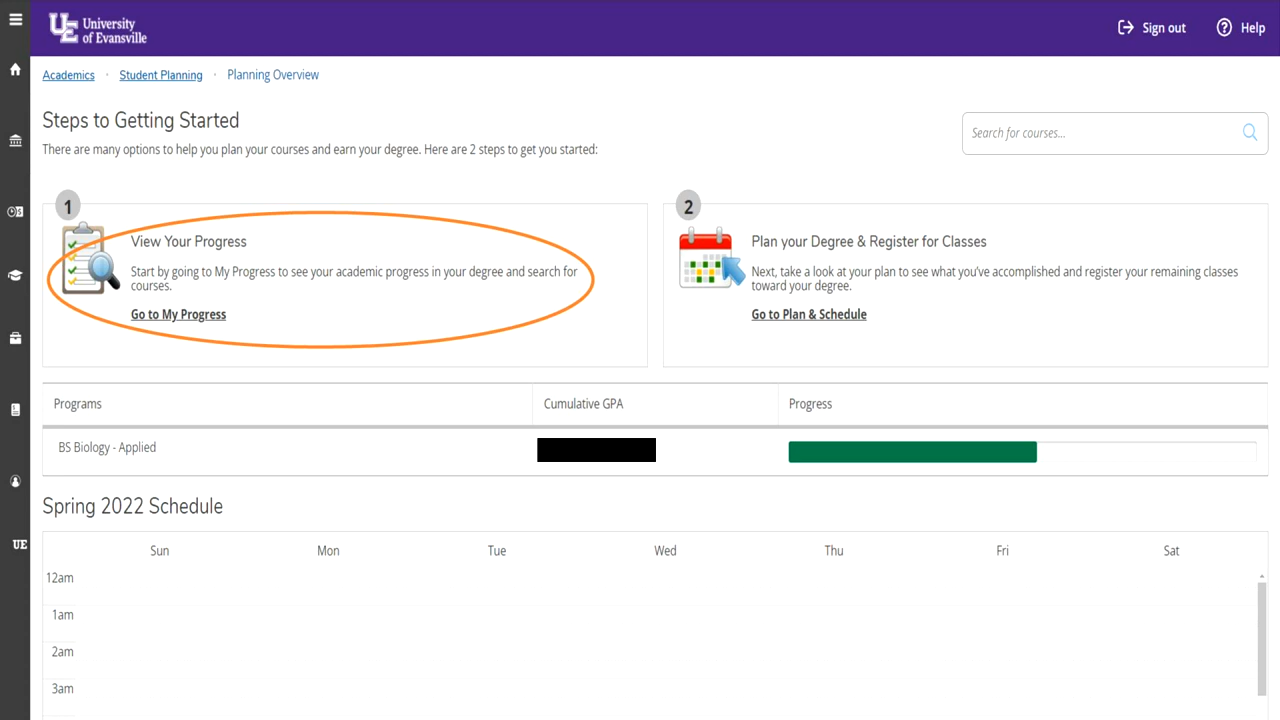 UE University
of Evansville
Sign out
Help
Academics · Student Planning · Planning Overview
Steps to Getting Started
Search for courses...
There are many options to help you plan your courses and earn your degree. Here are 2 steps to get you started:
1
View Your Progress
Start by going to My Progress to see your academic progress in your degree and search for
courses.
Go to My Progress
2
Plan your Degree & Register for Classes
Next, take a look at your plan to see what you've accomplished and register your remaining classes
toward your degree.
Go to Plan & Schedule
Programs Cumulative GPA Progress
BS Biology - Applied
Spring 2022 Schedule
Sun Mon Tue Wed Thu Fri Sat
12am
1am
2am
3am
UE